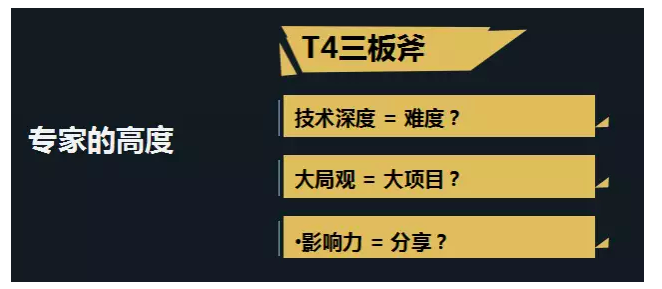 T4三板斧
专家的高度
技术深度 = 难度？
大局观 = 大项目？
·影响力 = 分享？